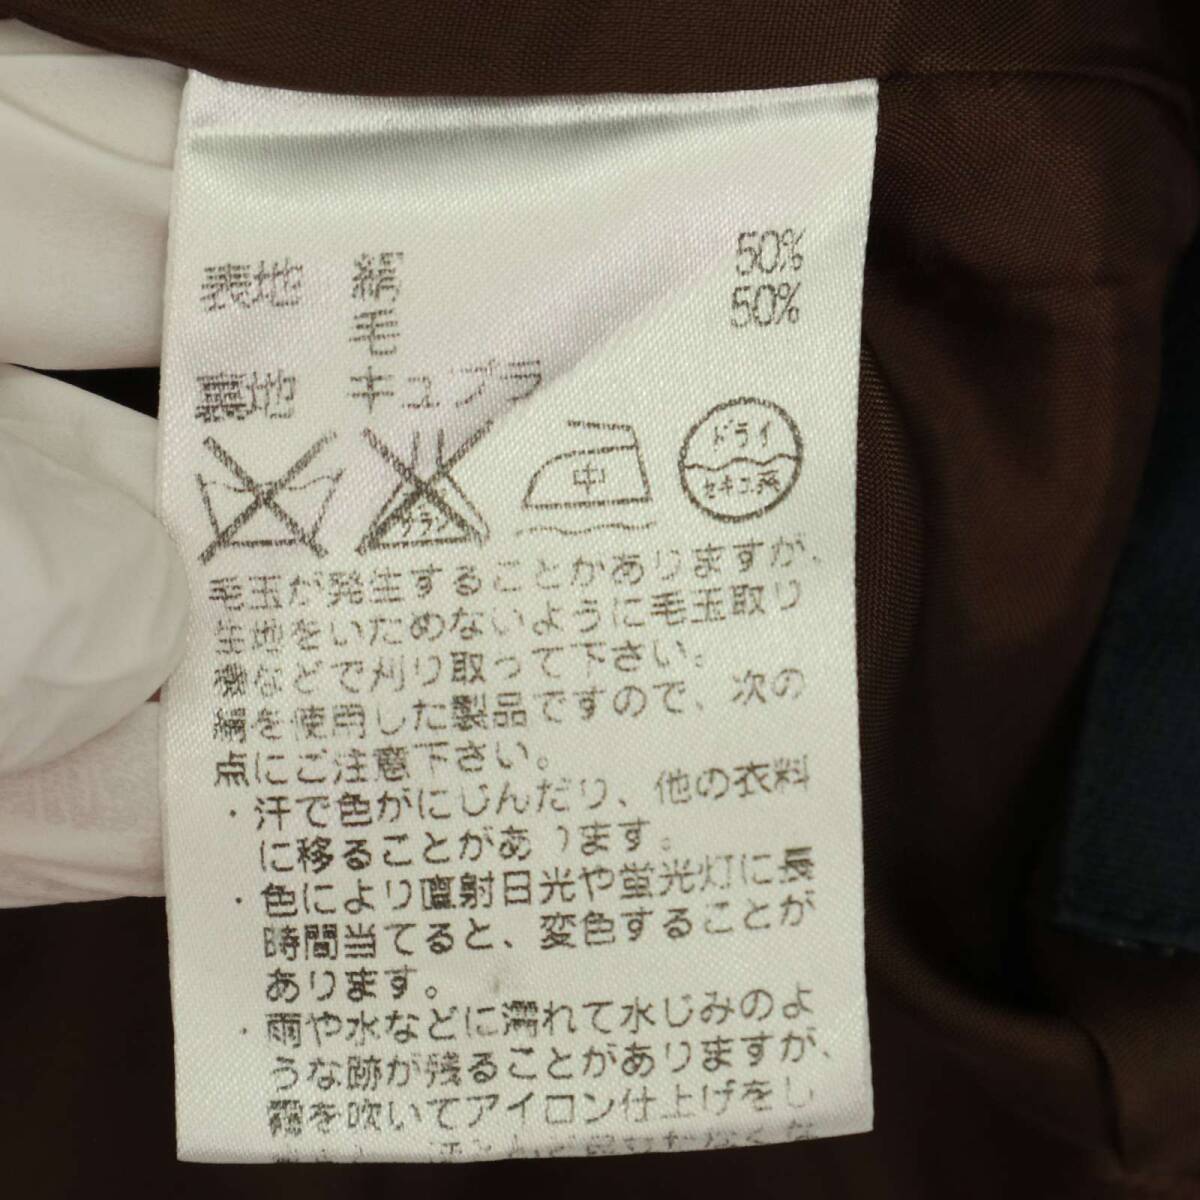 表地 絹 50%
毛 50%
裏地 キュプラ
エンソ サラシ
中
ドライ
セキユ系
毛玉が発生することがありますが、
生地をいためないように毛玉取り
機などで刈り取って下さい。
絹を使用した製品ですので、次の
点にご注意下さい。
・汗で色がにじんだり、他の衣料
に移ることがあります。
・色により直射日光や蛍光灯に長
時間当てると、変色することが
あります。
・雨や水などに濡れて水じみのよ
うな跡が残ることがありますが、
霧を吹いてアイロン仕上げをし